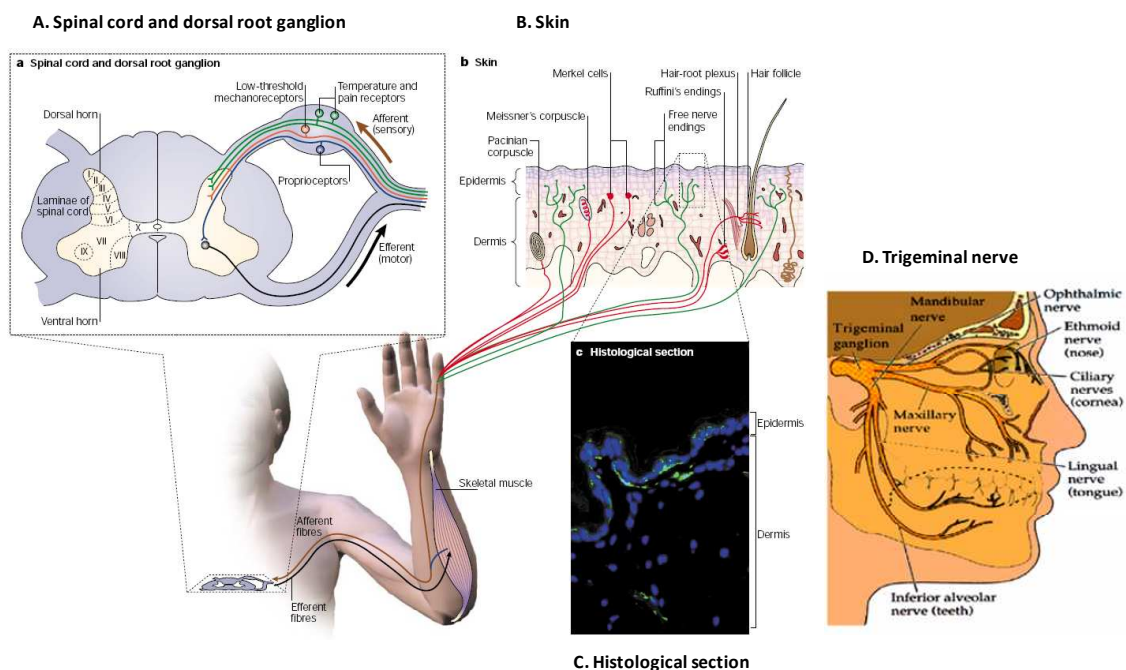 A. Spinal cord and dorsal root ganglion
a Spinal cord and dorsal root ganglion
Low-threshold
mechanoreceptors
Temperature and
pain receptors
Dorsal horn
Afferent
(sensory)
Proprioceptors
I
II
III
IV
V
VI
Laminae of
spinal cord
X
VII
VIII
IX
Efferent
(motor)
Ventral horn
B. Skin
b Skin
Merkel cells
Hair-root plexus
Hair follicle
Ruffini's endings
Meissner's corpuscle
Free nerve
endings
Pacinian
corpuscle
Epidermis
Dermis
Skeletal muscle
Afferent
fibres
Efferent
fibres
c Histological section
Epidermis
Dermis
C. Histological section
D. Trigeminal nerve
Mandibular
nerve
Ophthalmic
nerve
Trigeminal
ganglion
Ethmoid
nerve
(nose)
Ciliary
nerves
(cornea)
Maxillary
nerve
Lingual
nerve
(tongue)
Inferior alveolar
nerve (teeth)